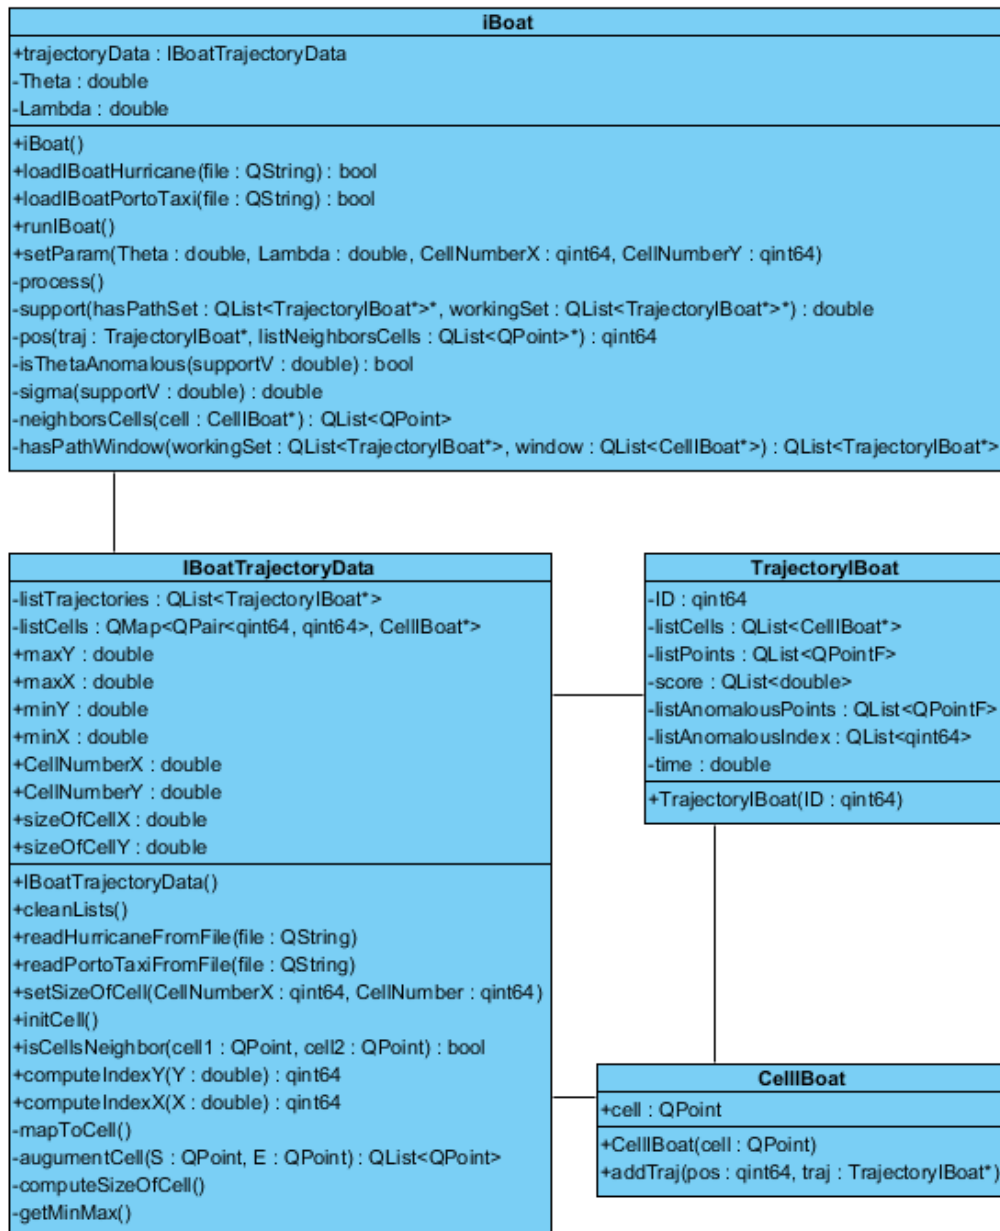 iBoat
+trajectoryData : IBoatTrajectoryData
-Theta : double
-Lambda : double
+iBoat()
+loadIBoatHurricane(file : QString) : bool
+loadIBoatPortoTaxi(file : QString) : bool
+runIBoat()
+setParam(Theta : double, Lambda : double, CellNumberX : qint64, CellNumberY : qint64)
-process()
-support(hasPathSet : QList<TrajectoryIBoat*>*, workingSet : QList<TrajectoryIBoat*>*) : double
-pos(traj : TrajectoryIBoat*, listNeighborsCells : QList<QPoint>*) : qint64
-isThetaAnomalous(supportV : double) : bool
-sigma(supportV : double) : double
-neighborsCells(cell : CellIBoat*) : QList<QPoint>
-hasPathWindow(workingSet : QList<TrajectoryIBoat*>, window : QList<CellIBoat*>) : QList<TrajectoryIBoat*>
IBoatTrajectoryData
-listTrajectories : QList<TrajectoryIBoat*>
-listCells : QMap<QPair<qint64, qint64>, CellIBoat*>
+maxY : double
+maxX : double
+minY : double
+minX : double
+CellNumberX : double
+CellNumberY : double
+sizeOfCellX : double
+sizeOfCellY : double
+IBoatTrajectoryData()
+cleanLists()
+readHurricaneFromFile(file : QString)
+readPortoTaxiFromFile(file : QString)
+setSizeOfCell(CellNumberX : qint64, CellNumber : qint64)
+initCell()
+isCellsNeighbor(cell1 : QPoint, cell2 : QPoint) : bool
+computeIndexY(Y : double) : qint64
+computeIndexX(X : double) : qint64
-mapToCell()
-augumentCell(S : QPoint, E : QPoint) : QList<QPoint>
-computeSizeOfCell()
-getMinMax()
TrajectoryIBoat
-ID : qint64
-listCells : QList<CellIBoat*>
-listPoints : QList<QPointF>
-score : QList<double>
-listAnomalousPoints : QList<QPointF>
-listAnomalousIndex : QList<qint64>
-time : double
+TrajectoryIBoat(ID : qint64)
CellIBoat
+cell : QPoint
+CellIBoat(cell : QPoint)
+addTraj(pos : qint64, traj : TrajectoryIBoat*)